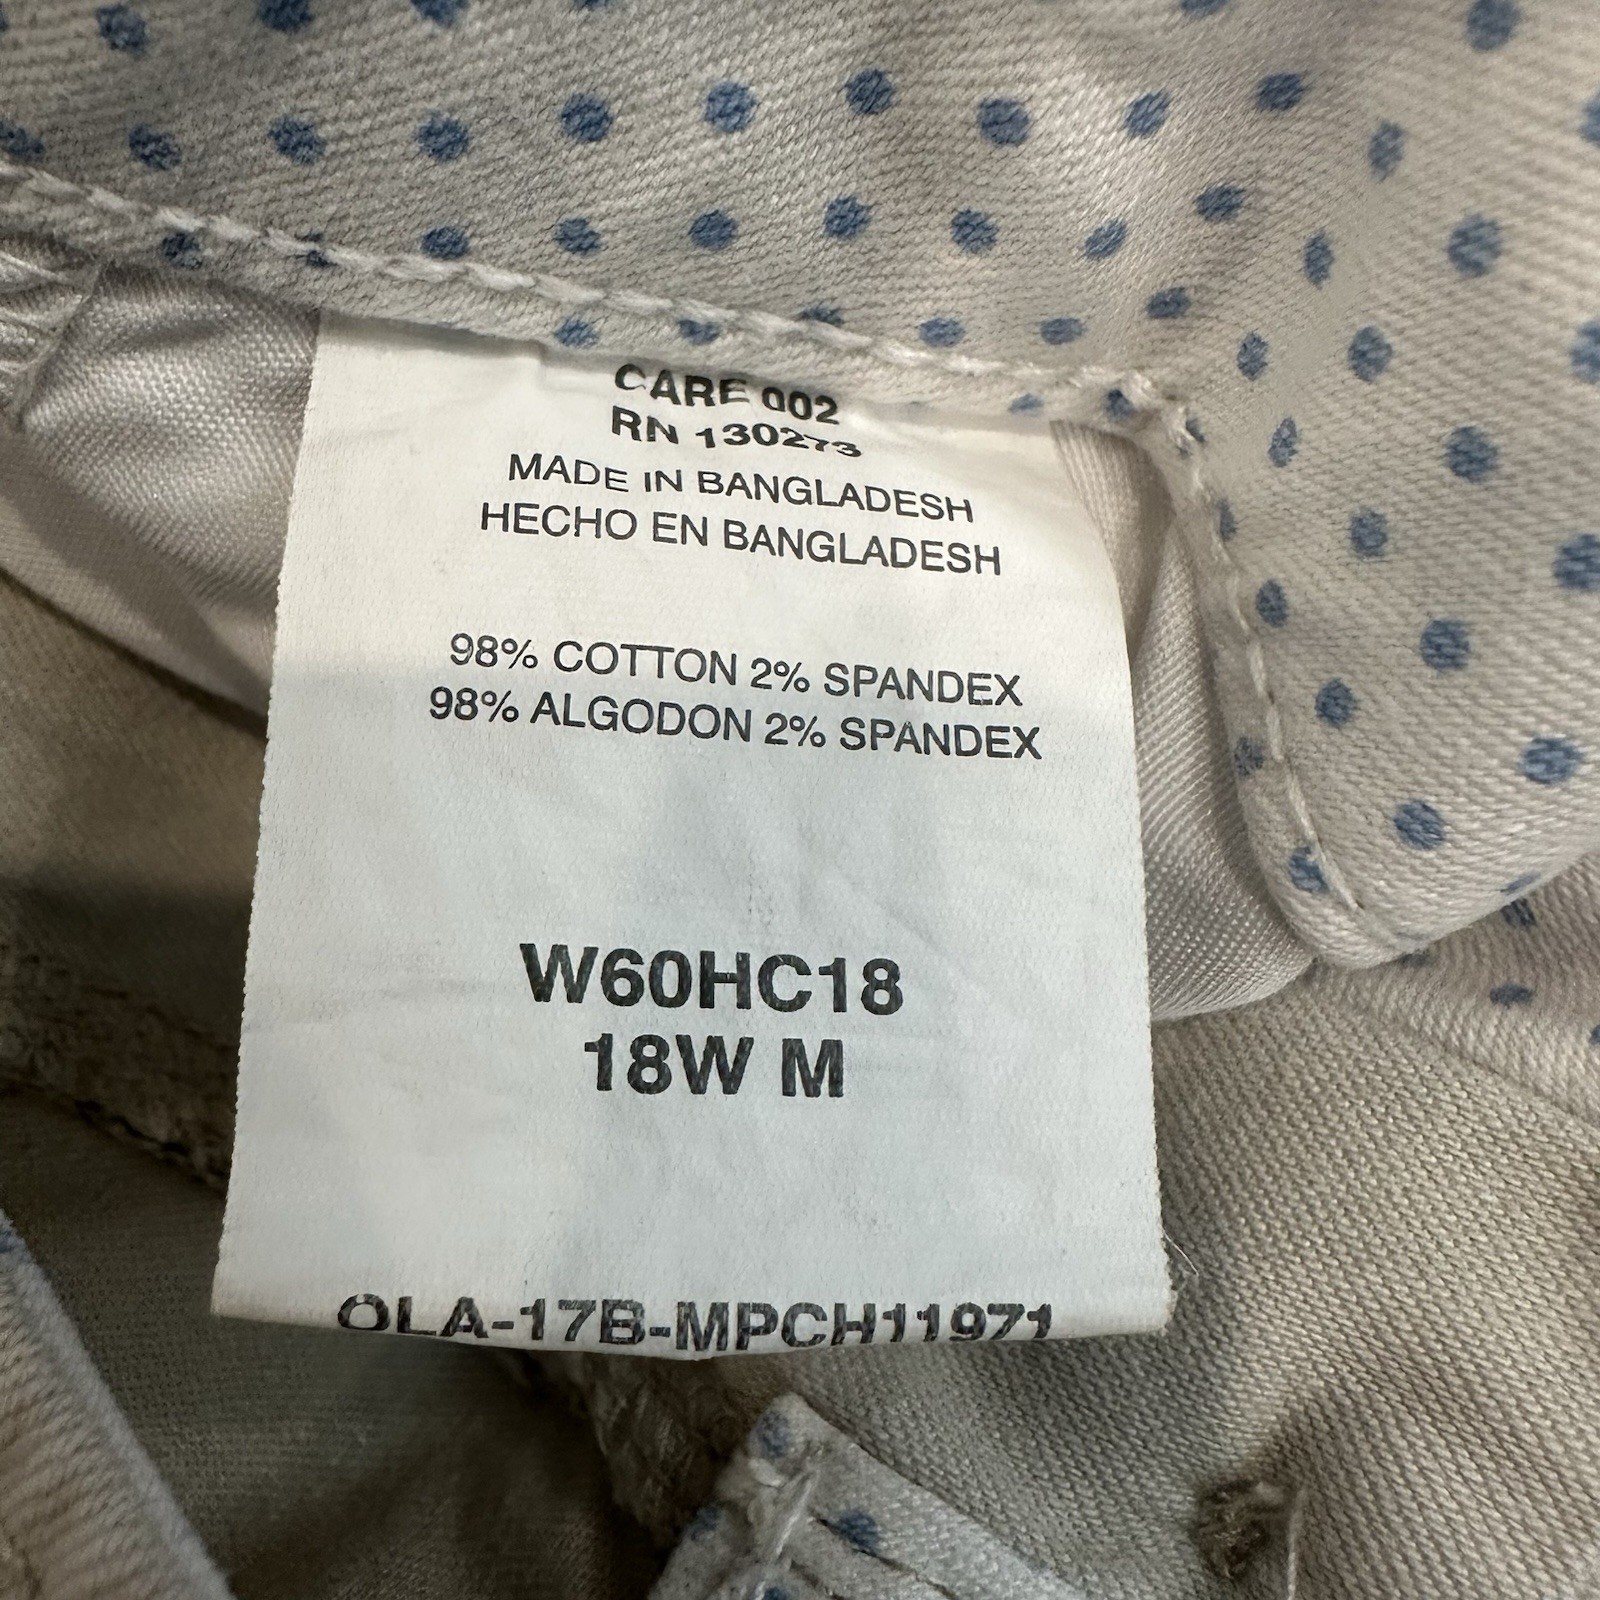 CARE 002
RN 130273
MADE IN BANGLADESH
HECHO EN BANGLADESH
98% COTTON 2% SPANDEX
98% ALGODON 2% SPANDEX
W60HC18
18W M
OLA-17B-MPCH11971